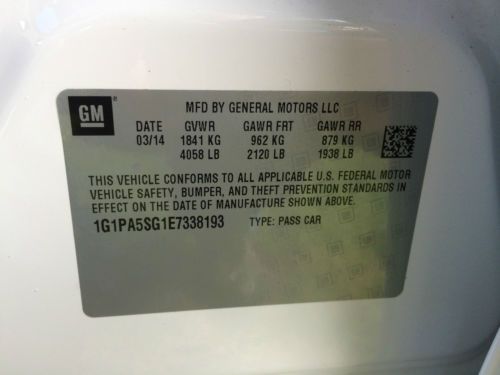 GM MFD BY GENERAL MOTORS LLC
DATE GVWR GAWR FRT GAWR RR
03/14 1841 KG 962 KG 879 KG
4058 LB 2120 LB 1938 LB
THIS VEHICLE CONFORMS TO ALL APPLICABLE U.S. FEDERAL MOTOR
VEHICLE SAFETY, BUMPER, AND THEFT PREVENTION STANDARDS IN
EFFECT ON THE DATE OF MANUFACTURE SHOWN ABOVE.
1G1PA5SG1E7338193 TYPE: PASS CAR